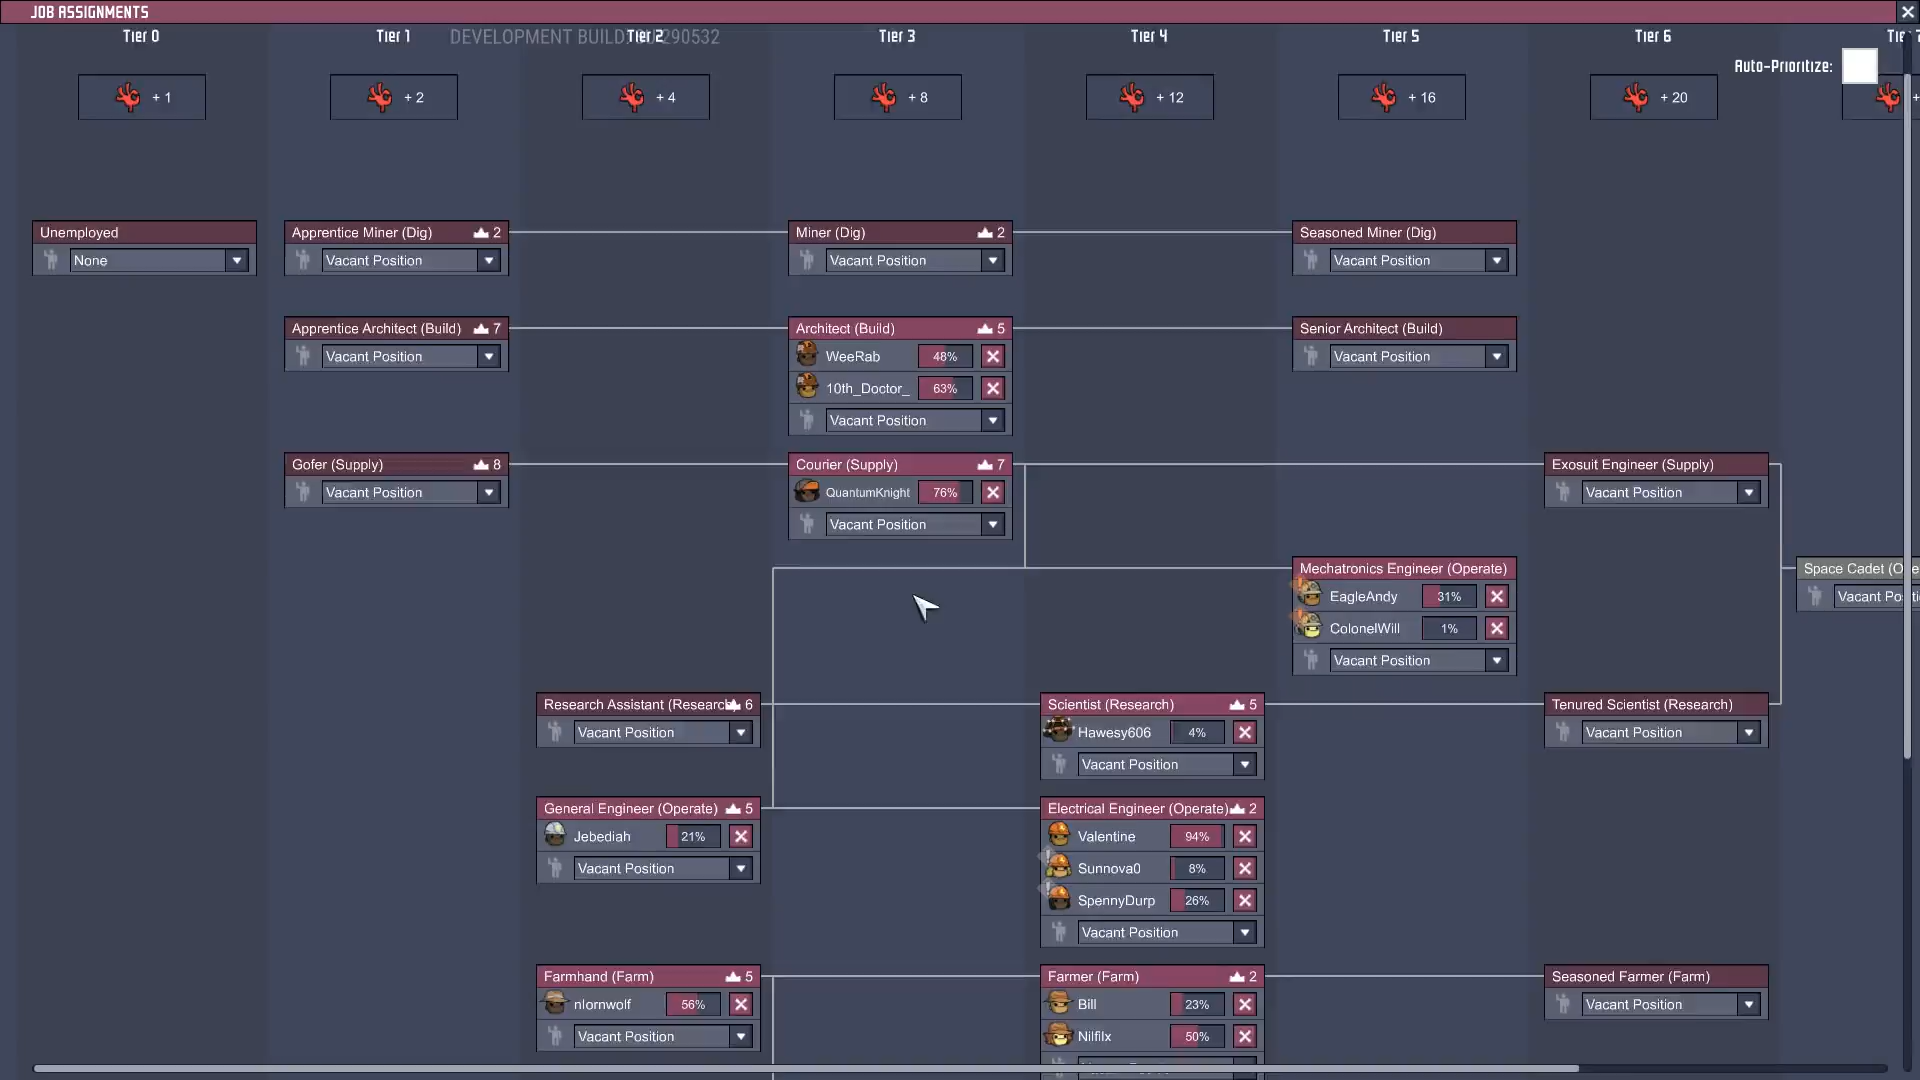 JOB ASSIGNMENTS
Tier 0 Tier 1 Tier 2 Tier 3 Tier 4 Tier 5 Tier 6
Auto-Prioritize:
+ 1 + 2 + 4 + 8 + 12 + 16 + 20 +
Unemployed Apprentice Miner (Dig) 2 Miner (Dig) 2 Seasoned Miner (Dig)
None Vacant Position Vacant Position Vacant Position
Apprentice Architect (Build) 7 Architect (Build) 5 Senior Architect (Build)
Vacant Position WeeRab 48% Vacant Position
10th_Doctor_ 63%
Vacant Position
Gofer (Supply) 8 Courier (Supply) 7 Exosuit Engineer (Supply)
Vacant Position QuantumKnight 76% Vacant Position
Vacant Position
Mechatronics Engineer (Operate) Space Cadet
EagleAndy 31% Vacant
ColonelWill 1%
Vacant Position
Research Assistant (Research) 6 Scientist (Research) 5 Tenured Scientist (Research)
Vacant Position Hawesy606 4% Vacant Position
Vacant Position
General Engineer (Operate) 5 Electrical Engineer (Operate) 2
Jebediah 21% Valentine 94%
Vacant Position Sunnova0 8%
SpennyDurp 26%
Vacant Position
Farmhand (Farm) 5 Farmer (Farm) 2 Seasoned Farmer (Farm)
nlornwolf 56% Bill 23% Vacant Position
Vacant Position Nilfilx 50%